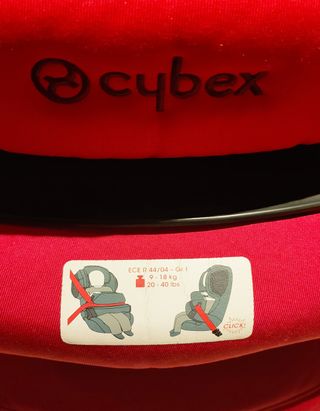 cybex
ECE R 44/04 - Gr I
9 - 18 kg
20 - 40 lbs
CLICK!